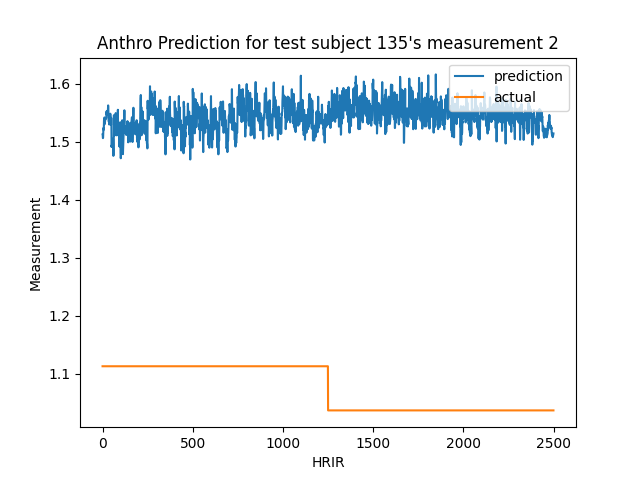 Anthro Prediction for test subject 135's measurement 2
prediction
actual
1.6
1.5
1.4
1.3
1.2
1.1
Measurement
0
500
1000
1500
2000
2500
HRIR